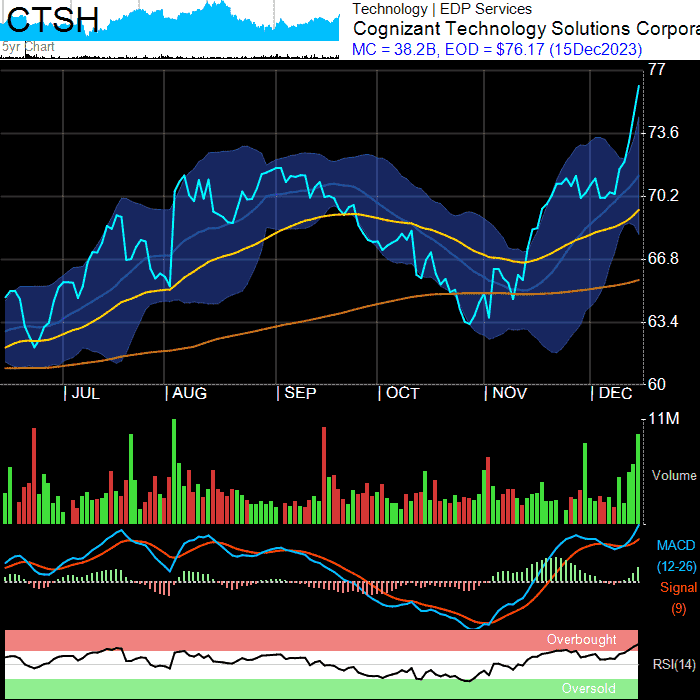 CTSH
5yr Chart
Technology | EDP Services
Cognizant Technology Solutions Corpora
MC = 38.2B, EOD = $76.17 (15Dec2023)
77
73.6
70.2
66.8
63.4
60
| JUL | AUG | SEP | OCT | NOV | DEC
11M
Volume
MACD
(12-26)
Signal
(9)
Overbought
RSI(14)
Oversold